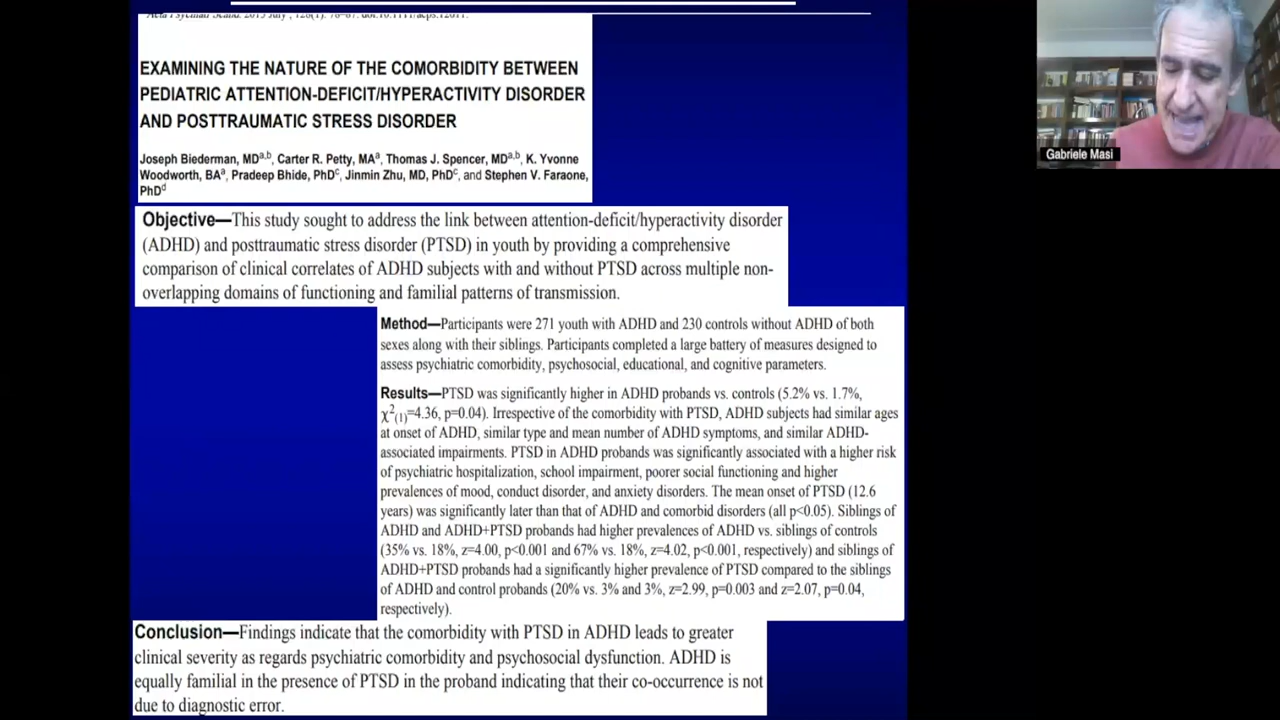 Acta Psychiatr Scand. 2013 July ; 128(1): 78–87. doi:10.1111/acps.12011.
EXAMINING THE NATURE OF THE COMORBIDITY BETWEEN
PEDIATRIC ATTENTION-DEFICIT/HYPERACTIVITY DISORDER
AND POSTTRAUMATIC STRESS DISORDER
Joseph Biederman, MDa,b, Carter R. Petty, MAa, Thomas J. Spencer, MDa,b, K. Yvonne
Woodworth, BAa, Pradeep Bhide, PhDc, Jinmin Zhu, MD, PhDc, and Stephen V. Faraone,
PhDd
Objective—This study sought to address the link between attention-deficit/hyperactivity disorder
(ADHD) and posttraumatic stress disorder (PTSD) in youth by providing a comprehensive
comparison of clinical correlates of ADHD subjects with and without PTSD across multiple non-
overlapping domains of functioning and familial patterns of transmission.
Method—Participants were 271 youth with ADHD and 230 controls without ADHD of both
sexes along with their siblings. Participants completed a large battery of measures designed to
assess psychiatric comorbidity, psychosocial, educational, and cognitive parameters.
Results—PTSD was significantly higher in ADHD probands vs. controls (5.2% vs. 1.7%,
χ2(1)=4.36, p=0.04). Irrespective of the comorbidity with PTSD, ADHD subjects had similar ages
at onset of ADHD, similar type and mean number of ADHD symptoms, and similar ADHD-
associated impairments. PTSD in ADHD probands was significantly associated with a higher risk
of psychiatric hospitalization, school impairment, poorer social functioning and higher
prevalences of mood, conduct disorder, and anxiety disorders. The mean onset of PTSD (12.6
years) was significantly later than that of ADHD and comorbid disorders (all p<0.05). Siblings of
ADHD and ADHD+PTSD probands had higher prevalences of ADHD vs. siblings of controls
(35% vs. 18%, z=4.00, p<0.001 and 67% vs. 18%, z=4.02, p<0.001, respectively) and siblings of
ADHD+PTSD probands had a significantly higher prevalence of PTSD compared to the siblings
of ADHD and control probands (20% vs. 3% and 3%, z=2.99, p=0.003 and z=2.07, p=0.04,
respectively).
Conclusion—Findings indicate that the comorbidity with PTSD in ADHD leads to greater
clinical severity as regards psychiatric comorbidity and psychosocial dysfunction. ADHD is
equally familial in the presence of PTSD in the proband indicating that their co-occurrence is not
due to diagnostic error.
Gabriele Masi